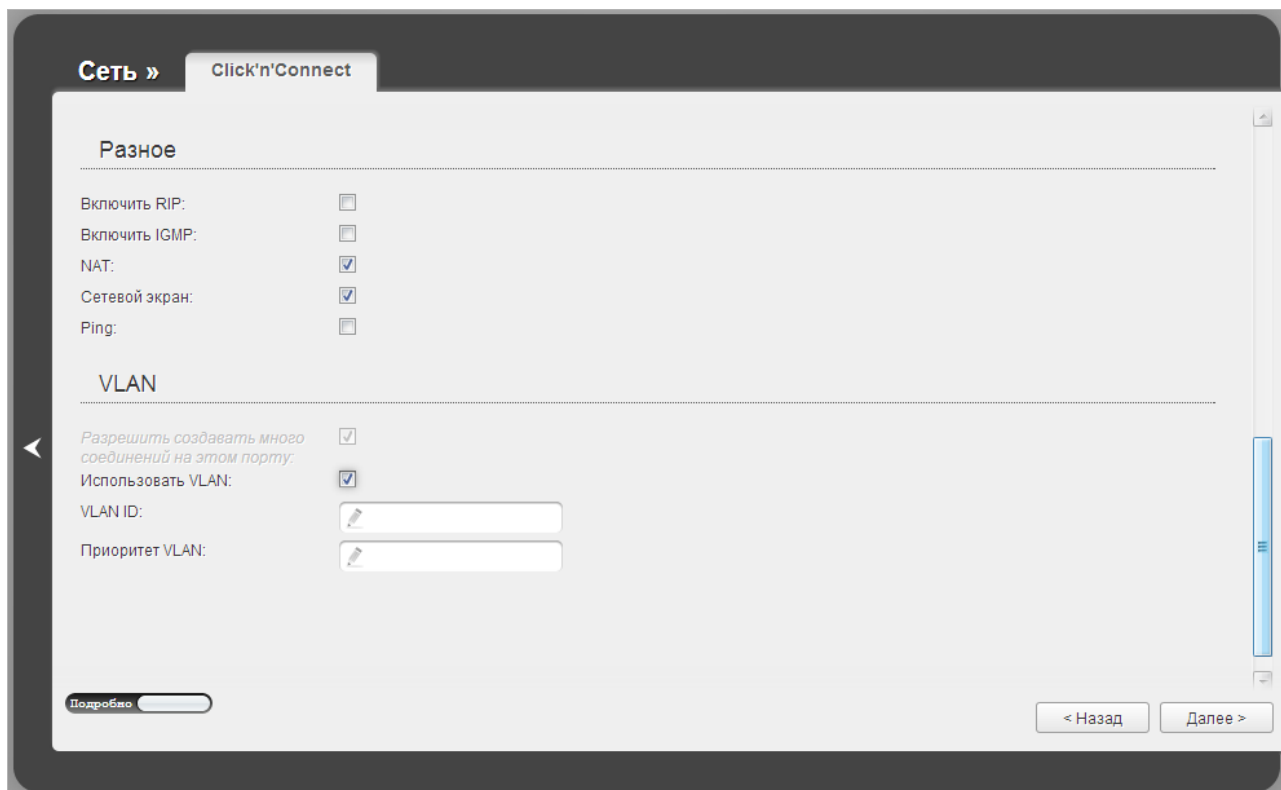 Сеть »
Click'n'Connect
Разное
Включить RIP:
Включить IGMP:
NAT:
Сетевой экран:
Ping:
VLAN
Разрешить создавать много
соединений на этом порту:
Использовать VLAN:
VLAN ID:
Приоритет VLAN:
Подробно
< Назад
Далее >